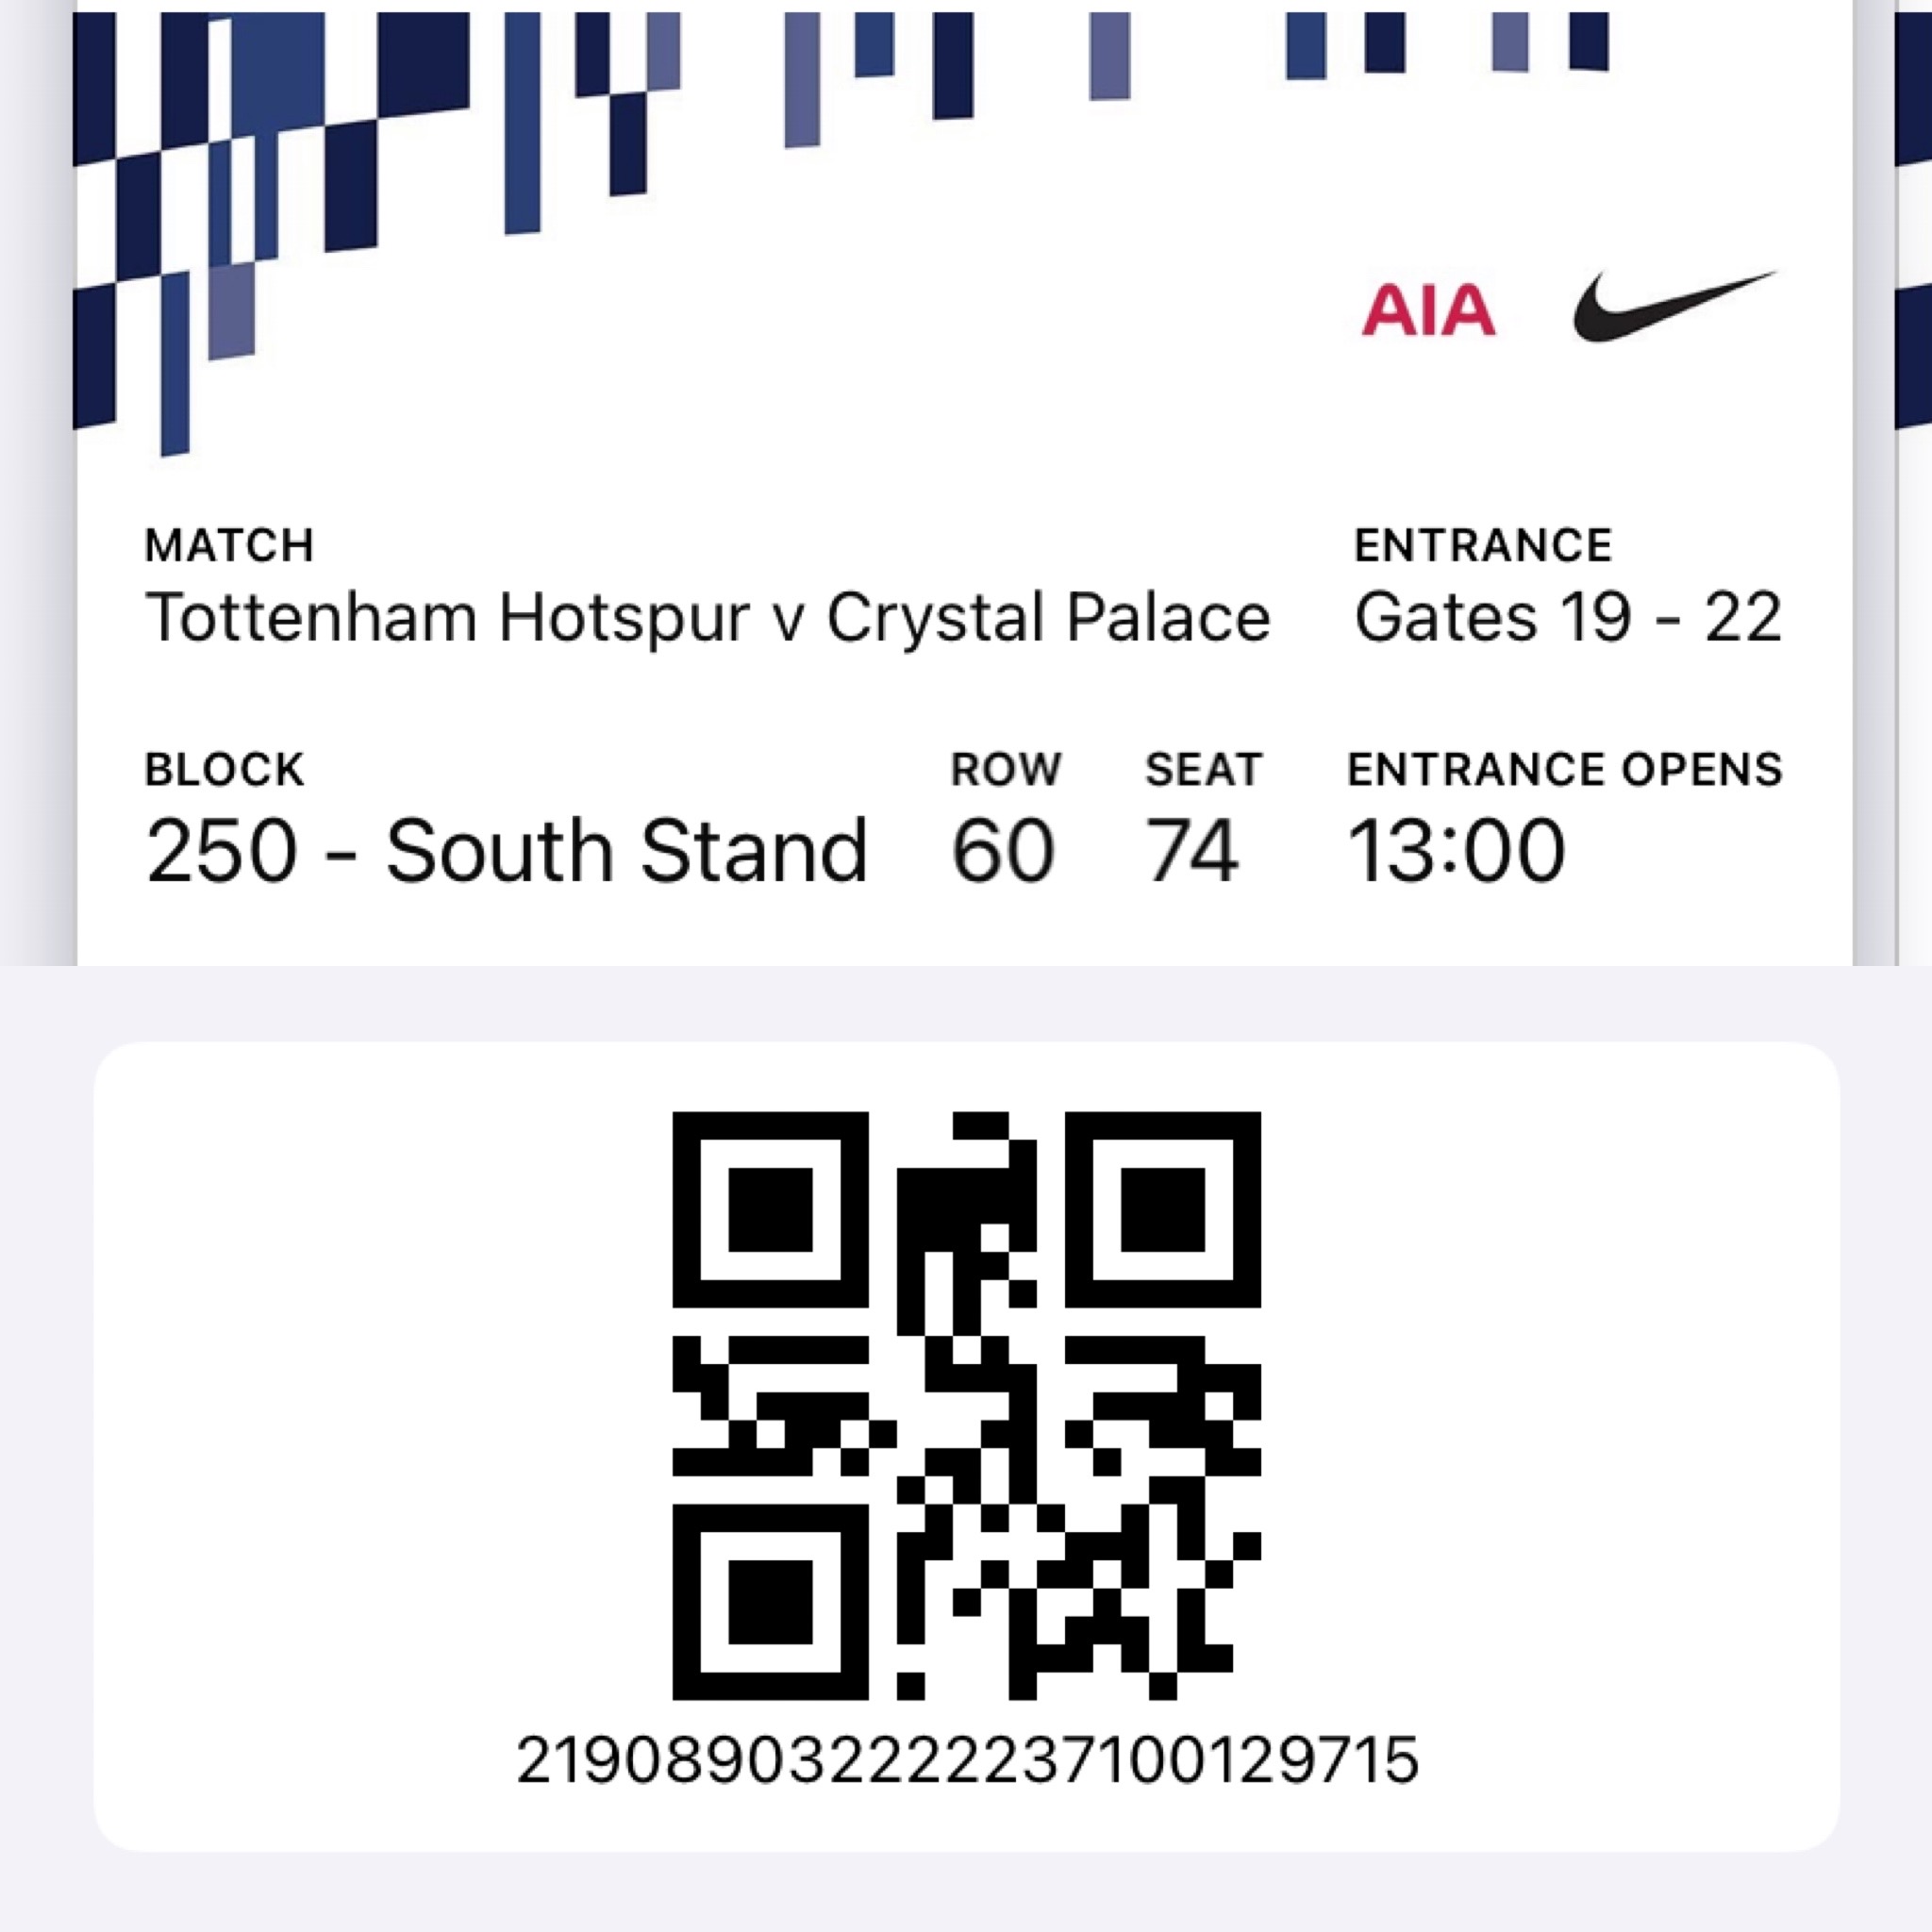 AIA
MATCH
ENTRANCE
Tottenham Hotspur v Crystal Palace
Gates 19 - 22
BLOCK
ROW
SEAT
ENTRANCE OPENS
250 - South Stand
60
74
13:00
219089032222237100129715